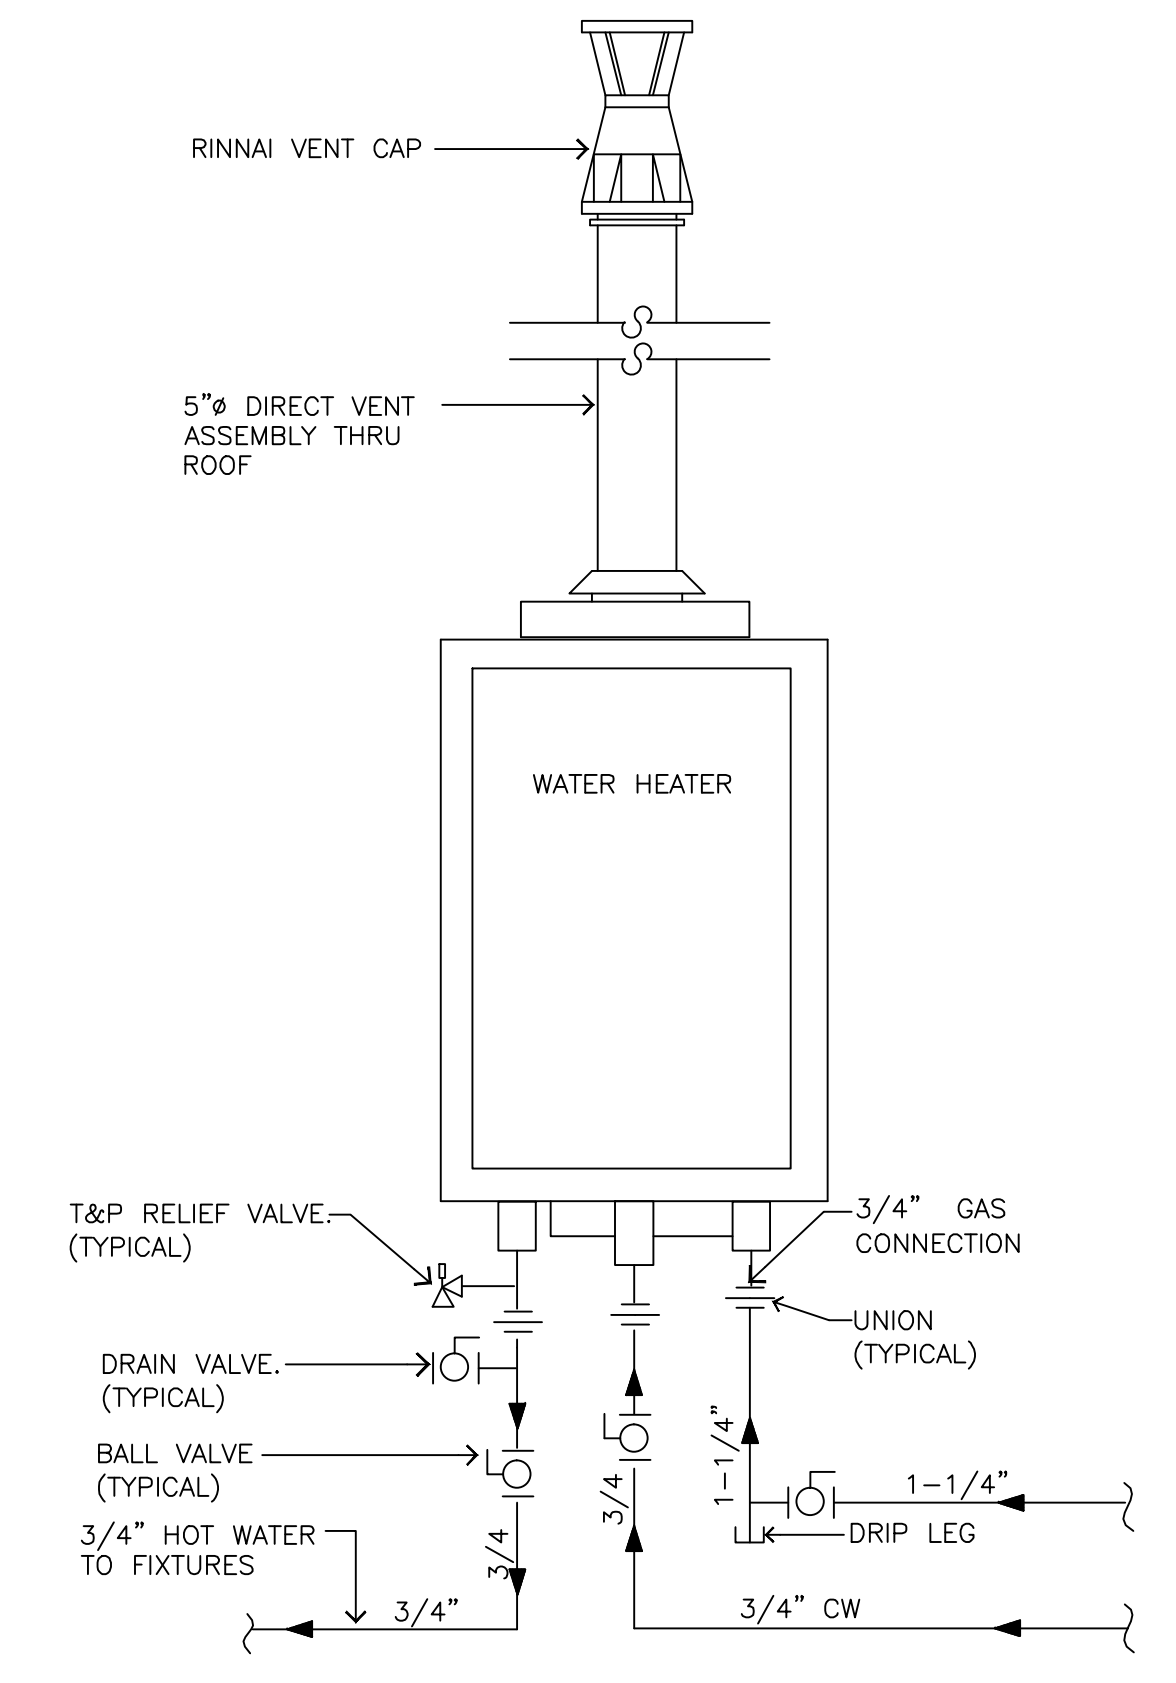 RINNAI VENT CAP
5"ø DIRECT VENT
ASSEMBLY THRU
ROOF
WATER HEATER
T&P RELIEF VALVE.
(TYPICAL)
3/4" GAS
CONNECTION
UNION
(TYPICAL)
DRAIN VALVE.
(TYPICAL)
BALL VALVE
(TYPICAL)
3/4
3/4
1-1/4"
1-1/4"
DRIP LEG
3/4" HOT WATER
TO FIXTURES
3/4"
3/4" CW